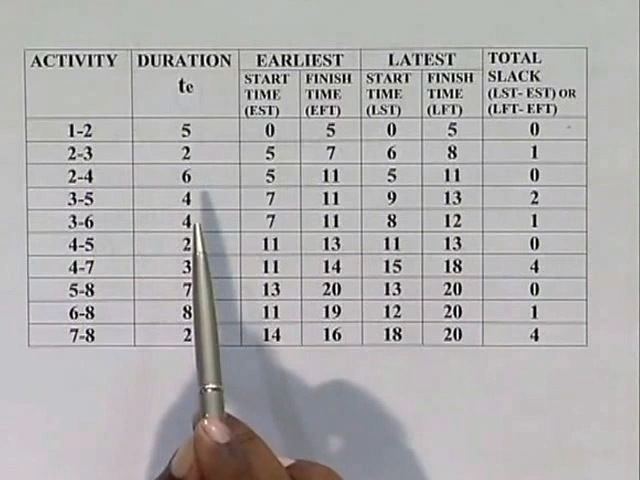 ACTIVITY DURATION te EARLIEST LATEST TOTAL SLACK (LST- EST) OR (LFT- EFT)
START TIME (EST) FINISH TIME (EFT) START TIME (LST) FINISH TIME (LFT)
1-2 5 0 5 0 5 0
2-3 2 5 7 6 8 1
2-4 6 5 11 5 11 0
3-5 4 7 11 9 13 2
3-6 4 7 11 8 12 1
4-5 2 11 13 11 13 0
4-7 3 11 14 15 18 4
5-8 7 13 20 13 20 0
6-8 8 11 19 12 20 1
7-8 2 14 16 18 20 4